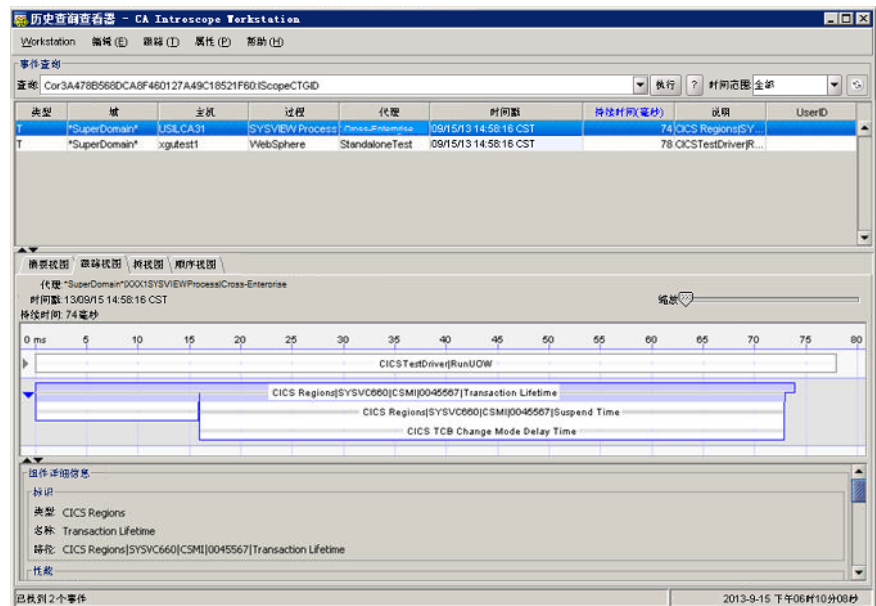 历史查询查看器 - CA Introscope Workstation
Workstation 编辑(E) 跟踪(T) 属性(P) 帮助(H)
事件查询
查询: Cor3A478B568DCA8F460127A49C18521F60:IScopeCTGID 执行 ? 时间范围: 全部
类型 域 主机 过程 代理 时间戳 持续时间(毫秒) 说明 UserID
T *SuperDomain* USILCA31 SYSVIEW Process Cross-Enterprise 09/15/13 14:58:16 CST 74 CICS Regions|SY...
T *SuperDomain* xgutest1 WebSphere StandaloneTest 09/15/13 14:58:16 CST 78 CICSTestDriver|R...
摘要视图 跟踪视图 树视图 顺序视图
代理: *SuperDomain*|XXX1SYSVIEWProcess|Cross-Enterprise
时间戳: 13/09/15 14:58:16 CST 缩放
持续时间: 74 毫秒
0 ms 5 10 15 20 25 30 35 40 45 50 55 60 65 70 75 80
CICSTestDriver|RunUOW
CICS Regions|SYSVC660|CSMI|0045567|Transaction Lifetime
CICS Regions|SYSVC660|CSMI|0045567|Suspend Time
CICS TCB Change Mode Delay Time
组件详细信息
标识
类型: CICS Regions
名称: Transaction Lifetime
路径: CICS Regions|SYSVC660|CSMI|0045567|Transaction Lifetime
性能
已找到 2 个事件 2013-9-15 下午06时10分08秒